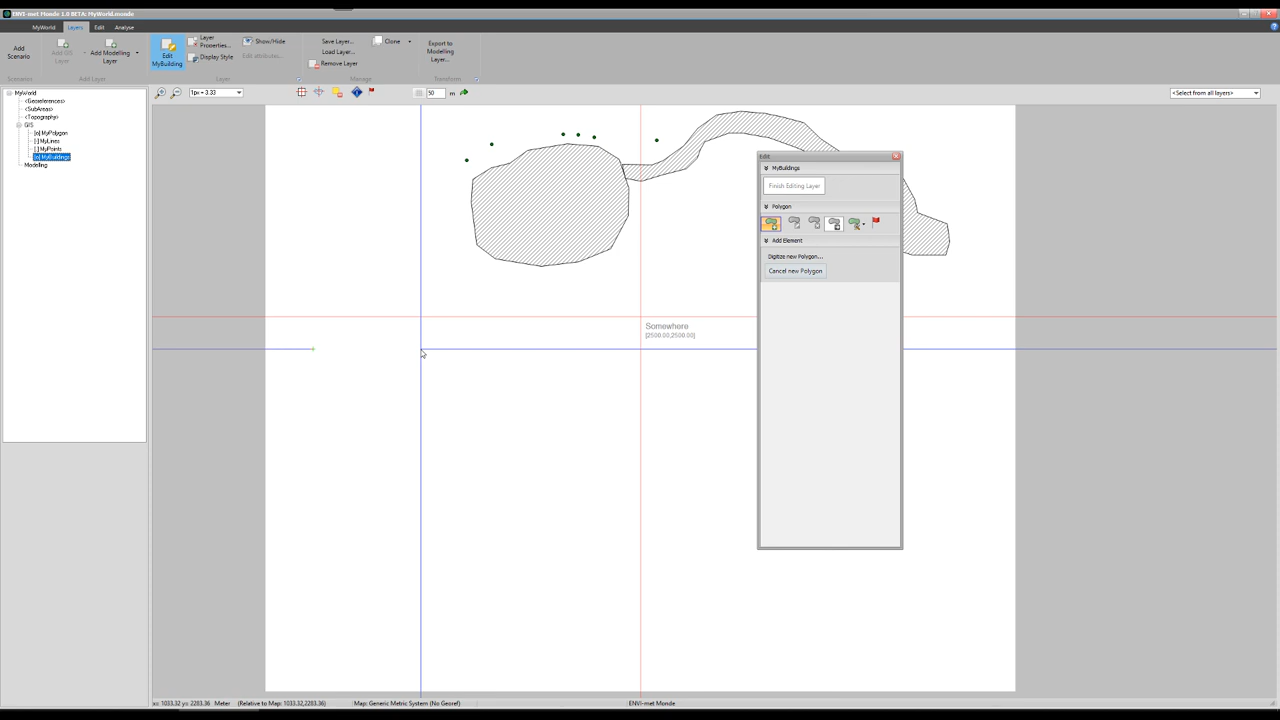 ENVI-met Monde 1.0 BETA: MyWorld.monde
MyWorld
Layers
Edit
Analyse
Add
Scenario
Scenarios
Add GIS
Layer
Add Modelling
Layer
Add Layer
Edit
MyBuilding
Layer
Properties...
Display Style
Show/Hide
Edit attributes...
Layer
Save Layer...
Load Layer...
Remove Layer
Clone
Manage
Export to
Modelling
Layer...
Transform
1px = 3.33
50
m
<Select from all layers>
MyWorld
<Georeferences>
<SubAreas>
<Topography>
GIS
[o] MyPolygon
[-] MyLines
[.] MyPoints
[o] MyBuildings
Modelling
Edit
MyBuildings
Finish Editing Layer
Polygon
Add Element
Digitize new Polygon...
Cancel new Polygon
Somewhere
[2500.00,2500.00]
x: 1033.32 y: 2283.36 Meter (Relative to Map: 1033.32,2283.36) Map: Generic Metric System (No Georef) ENVI-met Monde